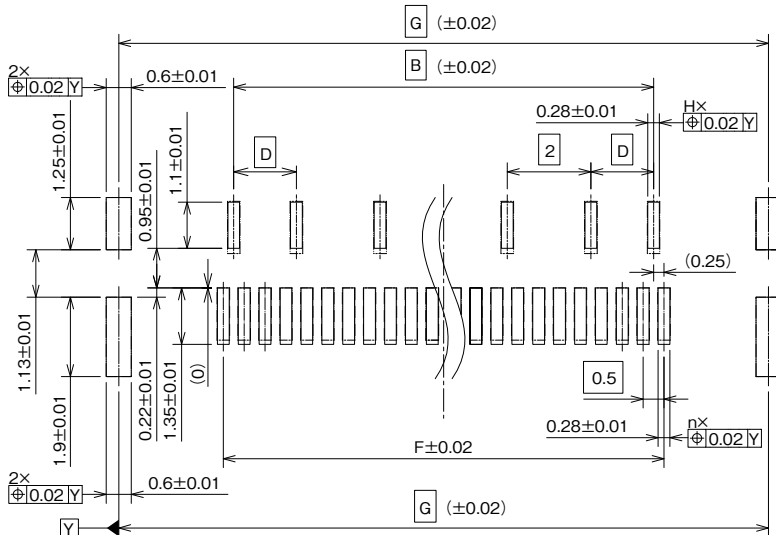 G (±0.02)
B (±0.02)
2×
⌖ 0.02 Y
0.6±0.01
0.28±0.01
H×
⌖ 0.02 Y
D
2
D
1.25±0.01
1.1±0.01
0.95±0.01
(0.25)
1.13±0.01
1.9±0.01
0.22±0.01
1.35±0.01
(0)
0.5
0.28±0.01
n×
⌖ 0.02 Y
F±0.02
2×
⌖ 0.02 Y
0.6±0.01
G (±0.02)
Y